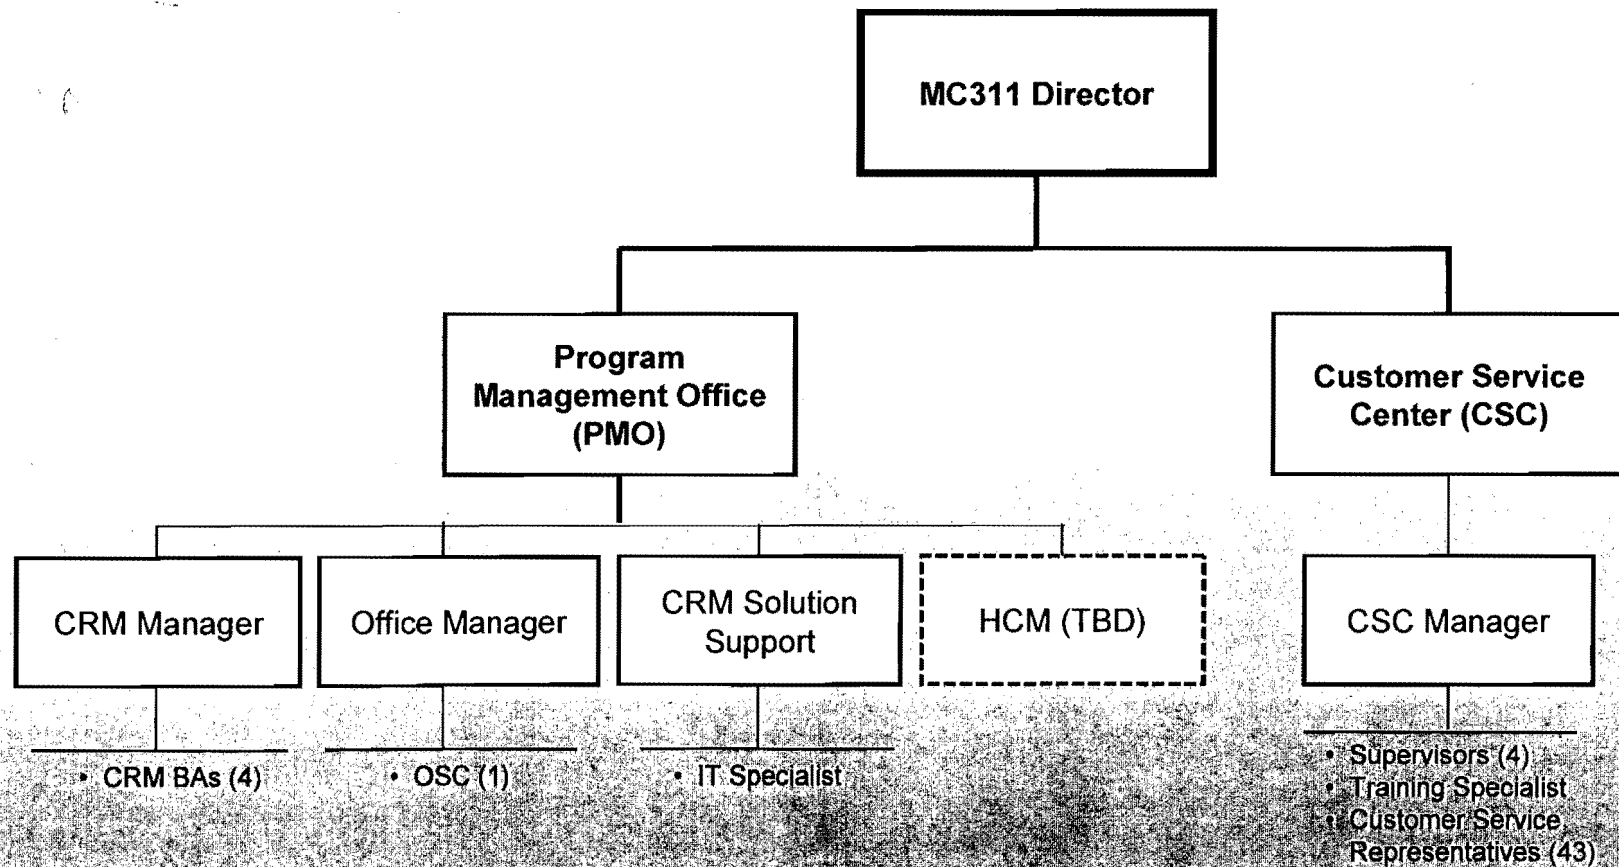 MC311 Director
Program
Management Office
(PMO)
Customer Service
Center (CSC)
CRM Manager
Office Manager
CRM Solution
Support
HCM (TBD)
CSC Manager
• CRM BAs (4)
• OSC (1)
• IT Specialist
• Supervisors (4)
• Training Specialist
• Customer Service
Representatives (43)